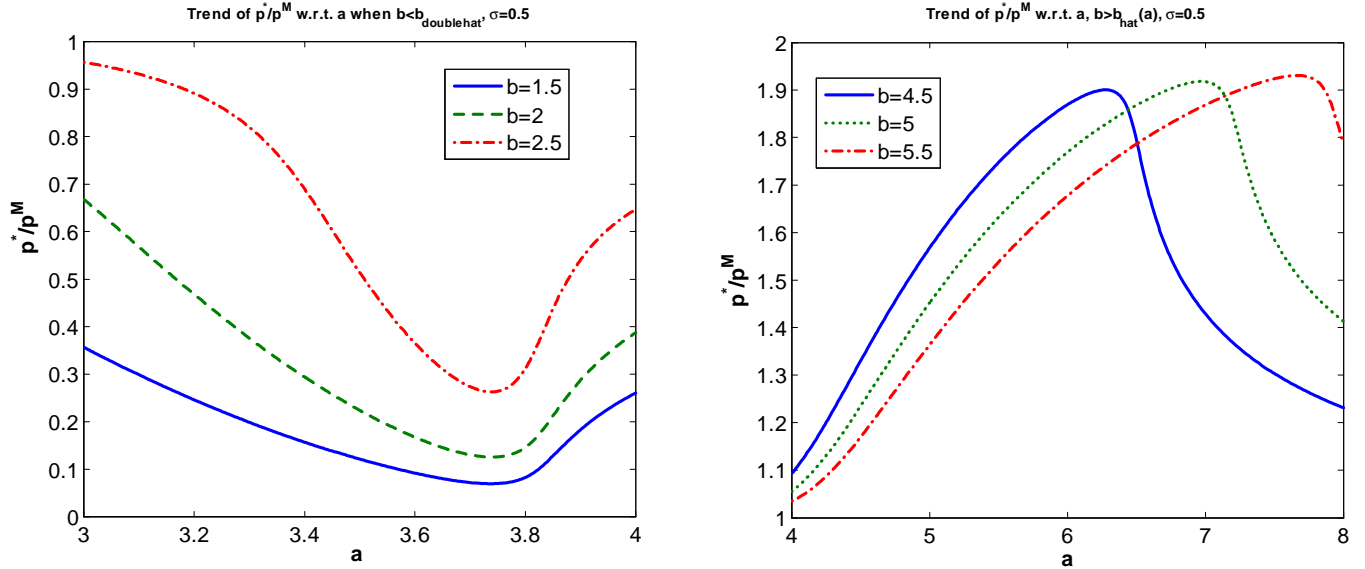 Trend of p*/p^M w.r.t. a when b<b_doublehat, σ=0.5
1
0.9
0.8
0.7
0.6
0.5
0.4
0.3
0.2
0.1
0
p*/p^M
b=1.5
b=2
b=2.5
3 3.2 3.4 3.6 3.8 4
a
Trend of p*/p^M w.r.t. a, b>b_hat(a), σ=0.5
2
1.9
1.8
1.7
1.6
1.5
1.4
1.3
1.2
1.1
1
p*/p^M
b=4.5
b=5
b=5.5
4 5 6 7 8
a